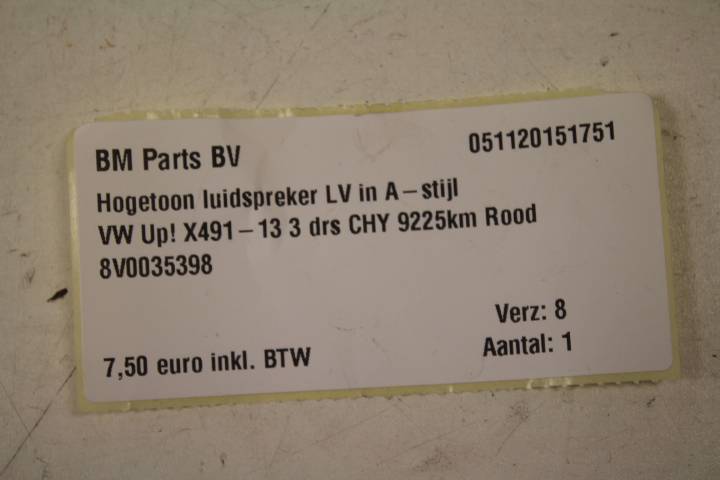 BM Parts BV
051120151751
Hogetoon luidspreker LV in A-stijl
VW Up! X491-13 3 drs CHY 9225km Rood
8V0035398
Verz: 8
7,50 euro inkl. BTW
Aantal: 1